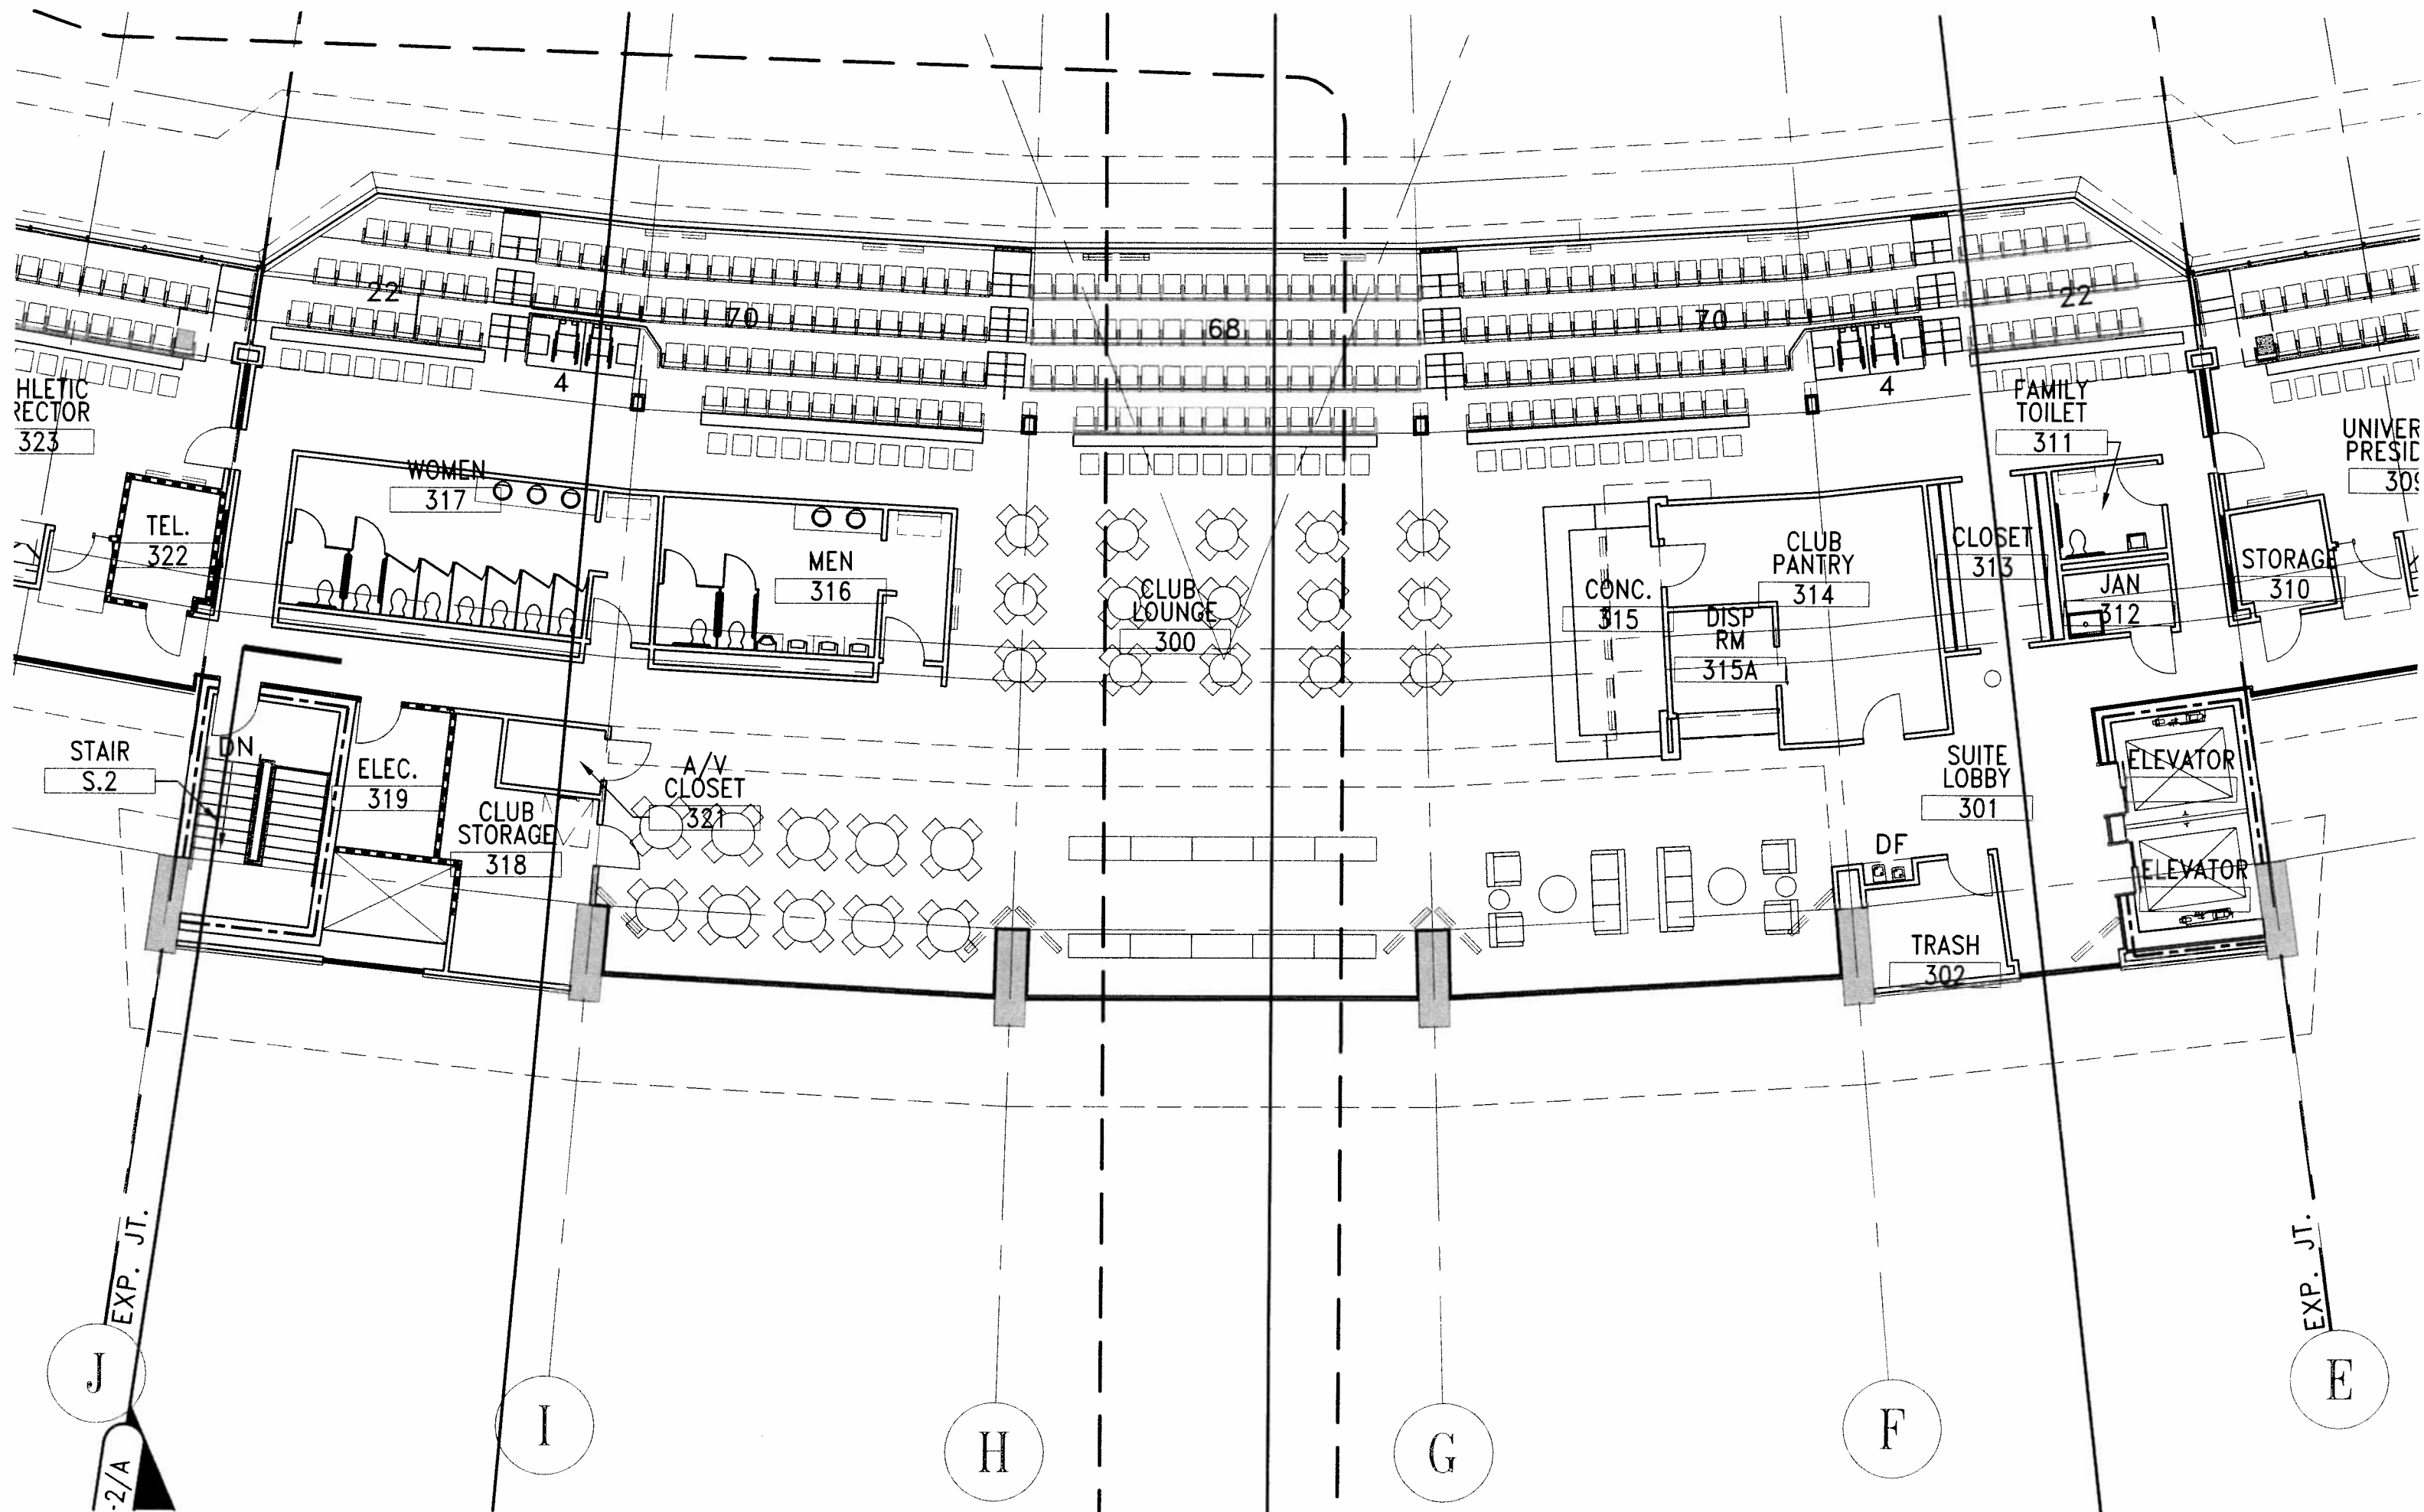 22
70
68
70
22
4
4
HLETIC
RECTOR
323
FAMILY
TOILET
311
UNIVER
PRESID
309
WOMEN
317
TEL.
322
MEN
316
CLUB
LOUNGE
300
CONC.
315
CLUB
PANTRY
314
DISP
RM
315A
CLOSET
313
JAN
312
STORAGE
310
STAIR
S.2
DN
ELEC.
319
CLUB
STORAGE
318
A/V
CLOSET
321
SUITE
LOBBY
301
ELEVATOR
ELEVATOR
DF
TRASH
302
EXP. JT.
EXP. JT.
J
I
H
G
F
E
-2/A